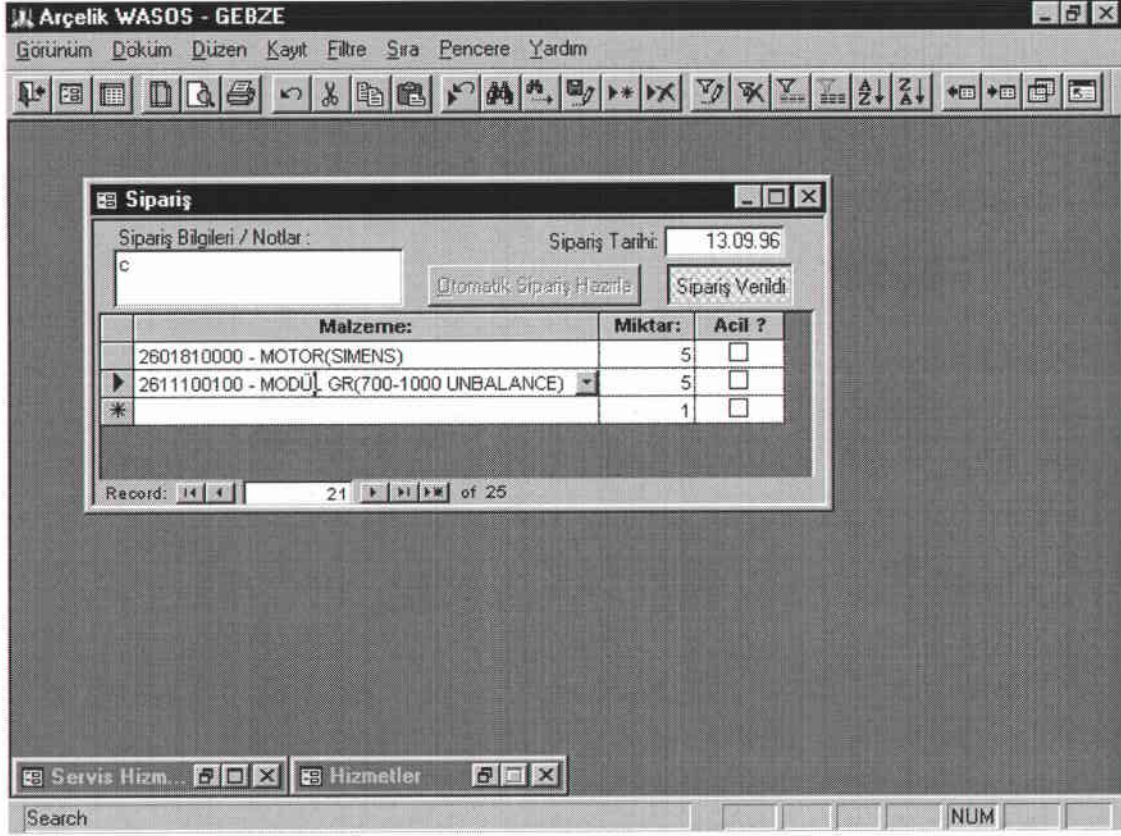 Arçelik WASOS - GEBZE
Görünüm Döküm Düzen Kayıt Filtre Sıra Pencere Yardım
Sipariş
Sipariş Bilgileri / Notlar : Sipariş Tarihi: 13.09.96
c
Otomatik Sipariş Hazırla Sipariş Verildi
Malzeme: Miktar: Acil ?
2601810000 - MOTOR(SIMENS) 5
2611100100 - MODÜL GR(700-1000 UNBALANCE) 5
1
Record: 21 of 25
Servis Hizm... Hizmetler
Search NUM